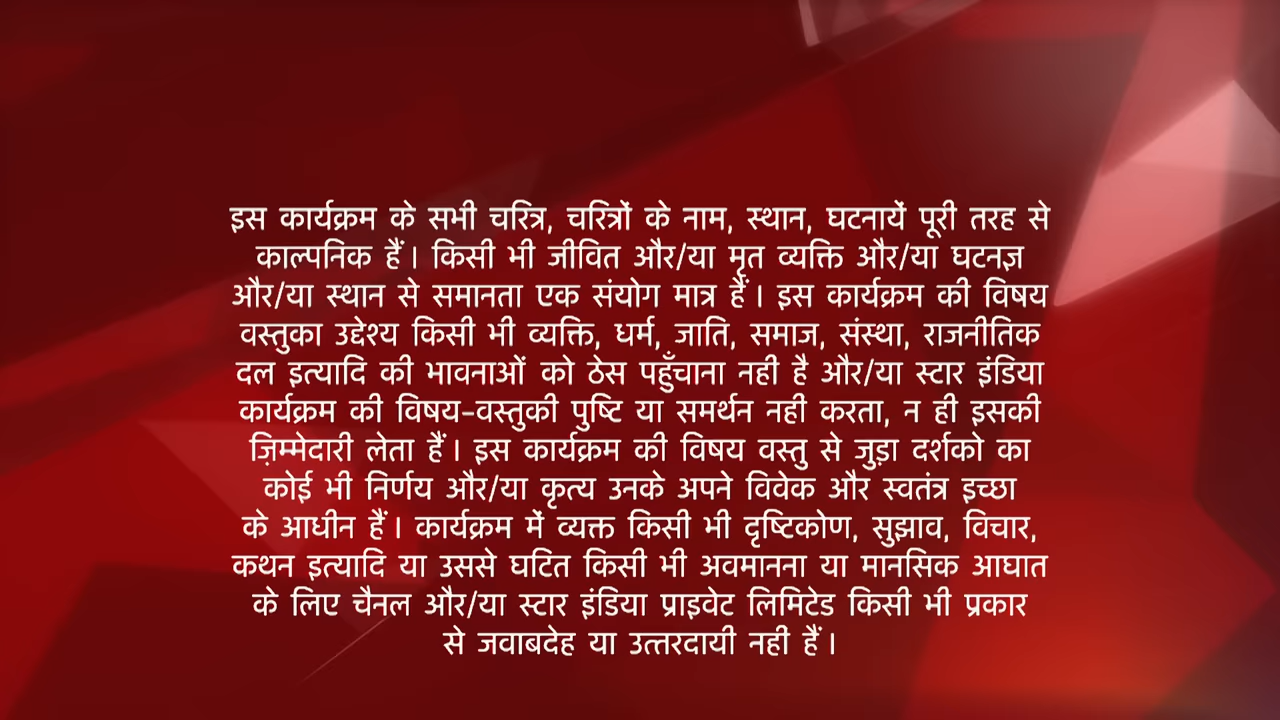 इस कार्यक्रम के सभी चरित्र, चरित्रों के नाम, स्थान, घटनायें पूरी तरह से
काल्पनिक हैं। किसी भी जीवित और/या मृत व्यक्ति और/या घटनज्ञ
और/या स्थान से समानता एक संयोग मात्र हैं। इस कार्यक्रम की विषय
वस्तुका उद्देश्य किसी भी व्यक्ति, धर्म, जाति, समाज, संस्था, राजनीतिक
दल इत्यादि की भावनाओं को ठेस पहुँचाना नही है और/या स्टार इंडिया
कार्यक्रम की विषय-वस्तुकी पुष्टि या समर्थन नही करता, न ही इसकी
ज़िम्मेदारी लेता हैं। इस कार्यक्रम की विषय वस्तु से जुड़ा दर्शको का
कोई भी निर्णय और/या कृत्य उनके अपने विवेक और स्वतंत्र इच्छा
के आधीन हैं। कार्यक्रम में व्यक्त किसी भी दृष्टिकोण, सुझाव, विचार,
कथन इत्यादि या उससे घटित किसी भी अवमानना या मानसिक आघात
के लिए चैनल और/या स्टार इंडिया प्राइवेट लिमिटेड किसी भी प्रकार
से जवाबदेह या उत्तरदायी नही हैं।